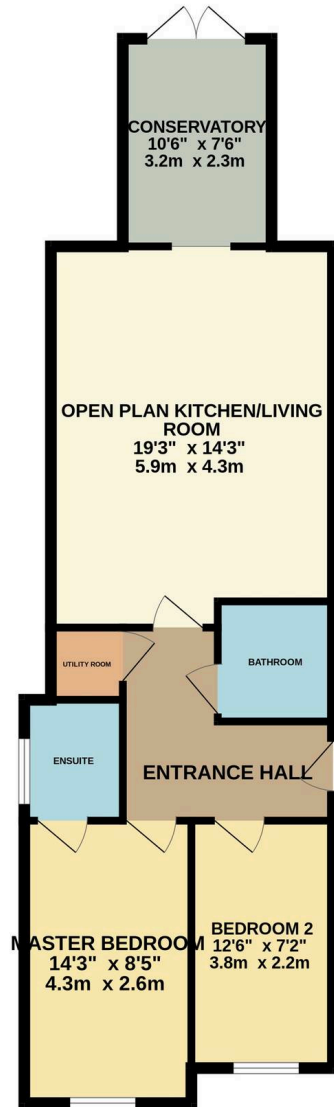 CONSERVATORY
10'6" x 7'6"
3.2m x 2.3m
OPEN PLAN KITCHEN/LIVING
ROOM
19'3" x 14'3"
5.9m x 4.3m
UTILITY ROOM
BATHROOM
ENSUITE
ENTRANCE HALL
MASTER BEDROOM
14'3" x 8'5"
4.3m x 2.6m
BEDROOM 2
12'6" x 7'2"
3.8m x 2.2m